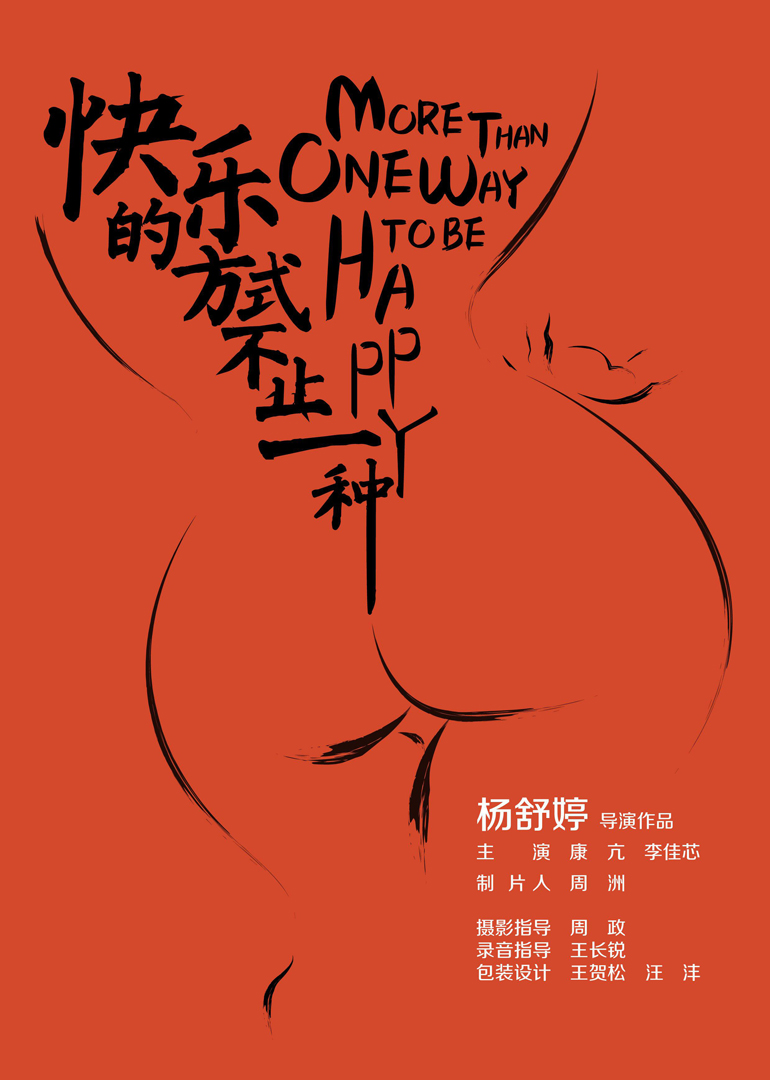 快乐
的
方式
不止
一种
MORE THAN
ONE WAY
TO BE
HAPPY
杨舒婷 导演作品
主 演 康 亢 李佳芯
制 片 人 周 洲
摄影指导 周 政
录音指导 王长锐
包装设计 王贺松 汪 沣